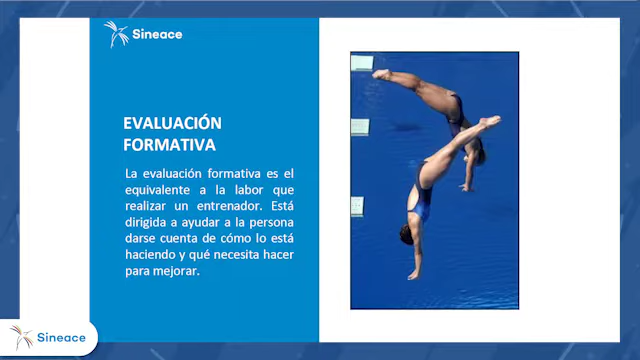 Sineace
EVALUACIÓN
FORMATIVA
La evaluación formativa es el
equivalente a la labor que
realizar un entrenador. Está
dirigida a ayudar a la persona
darse cuenta de cómo lo está
haciendo y qué necesita hacer
para mejorar.
Sineace